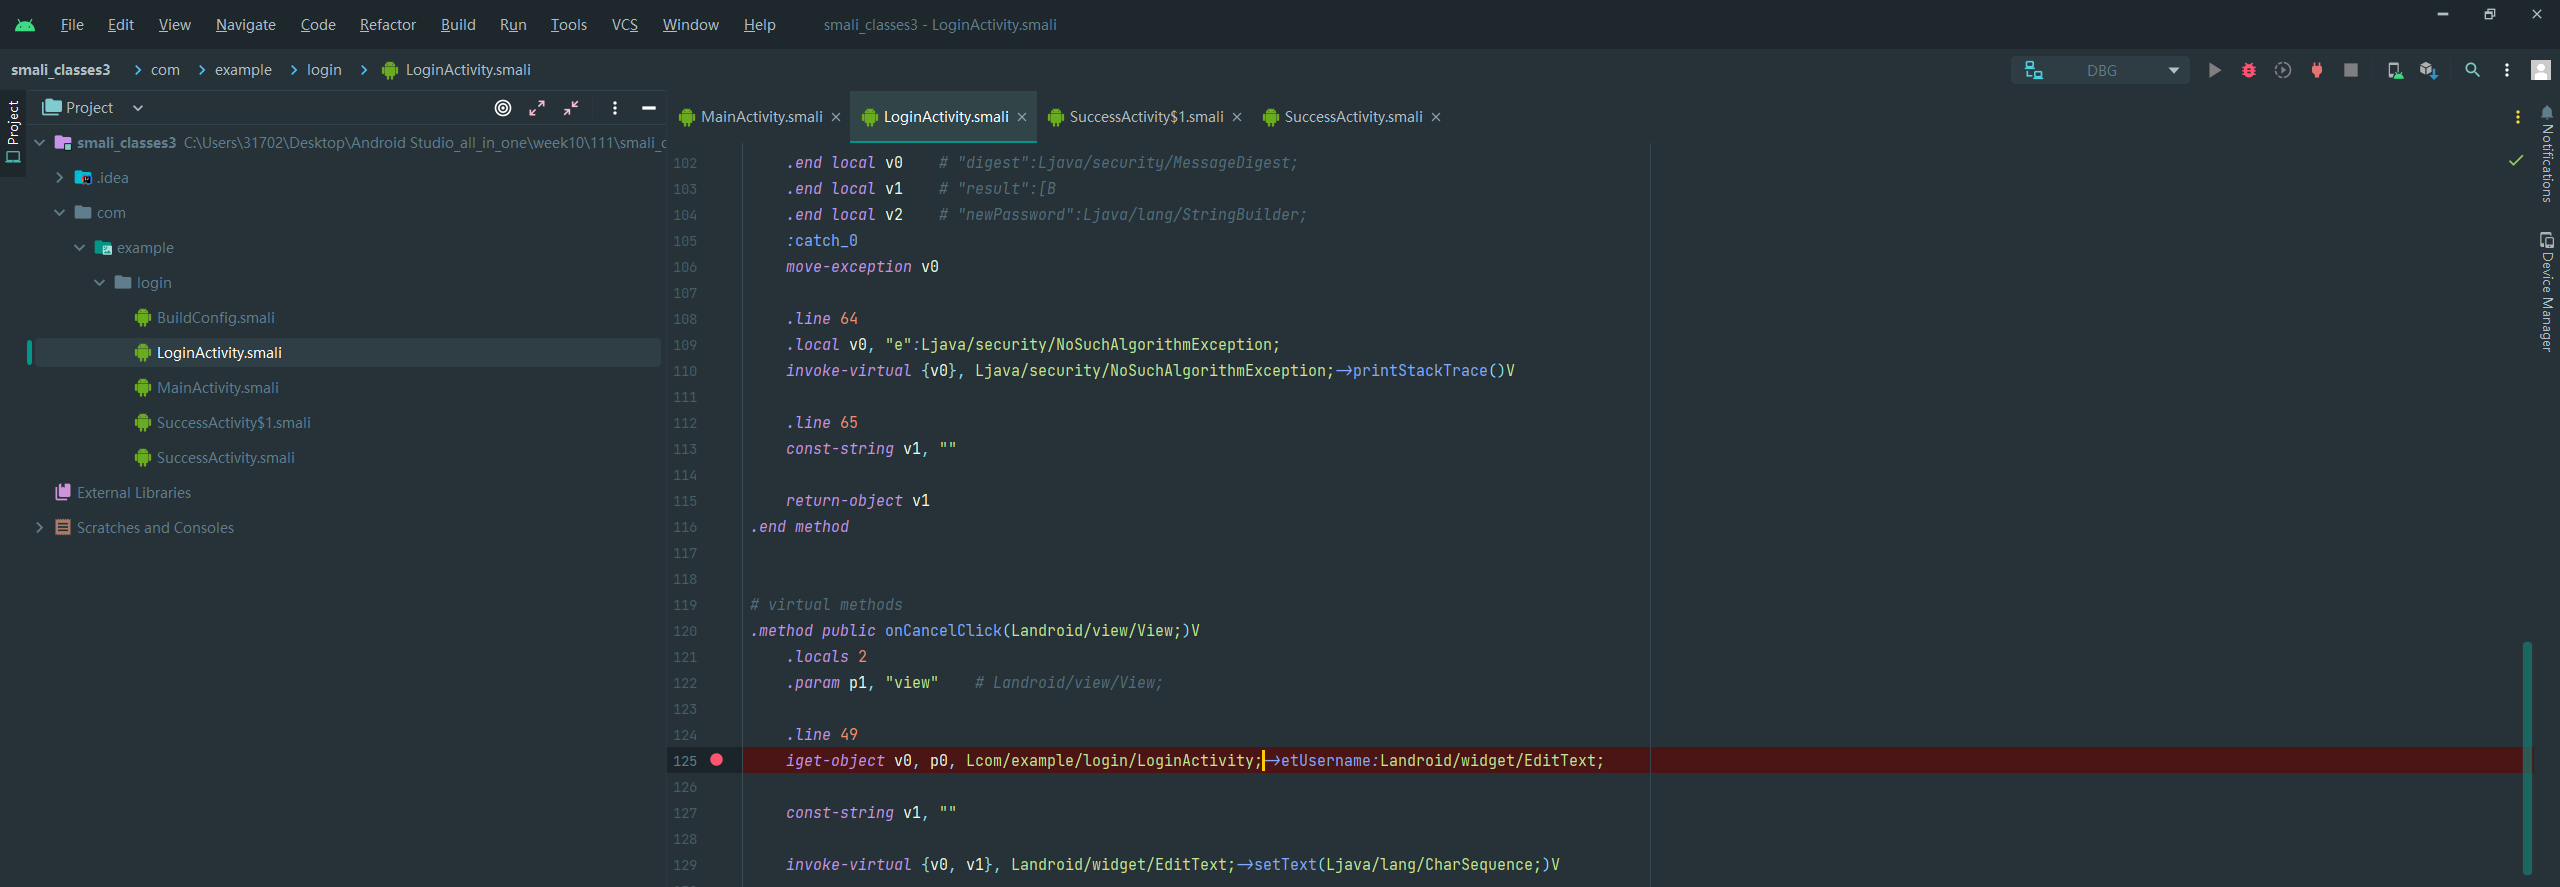 File Edit View Navigate Code Refactor Build Run Tools VCS Window Help smali_classes3 - LoginActivity.smali
smali_classes3 com example login LoginActivity.smali DBG
Project
Project
smali_classes3 C:\Users\31702\Desktop\Android Studio_all_in_one\week10\111\smali_c
.idea
com
example
login
BuildConfig.smali
LoginActivity.smali
MainActivity.smali
SuccessActivity$1.smali
SuccessActivity.smali
External Libraries
Scratches and Consoles
MainActivity.smali LoginActivity.smali SuccessActivity$1.smali SuccessActivity.smali
102 .end local v0 # "digest":Ljava/security/MessageDigest;
103 .end local v1 # "result":[B
104 .end local v2 # "newPassword":Ljava/lang/StringBuilder;
105 :catch_0
106 move-exception v0
107
108 .line 64
109 .local v0, "e":Ljava/security/NoSuchAlgorithmException;
110 invoke-virtual {v0}, Ljava/security/NoSuchAlgorithmException;->printStackTrace()V
111
112 .line 65
113 const-string v1, ""
114
115 return-object v1
116 .end method
117
118
119 # virtual methods
120 .method public onCancelClick(Landroid/view/View;)V
121 .locals 2
122 .param p1, "view" # Landroid/view/View;
123
124 .line 49
125 iget-object v0, p0, Lcom/example/login/LoginActivity;->etUsername:Landroid/widget/EditText;
126
127 const-string v1, ""
128
129 invoke-virtual {v0, v1}, Landroid/widget/EditText;->setText(Ljava/lang/CharSequence;)V
Notifications
Device Manager